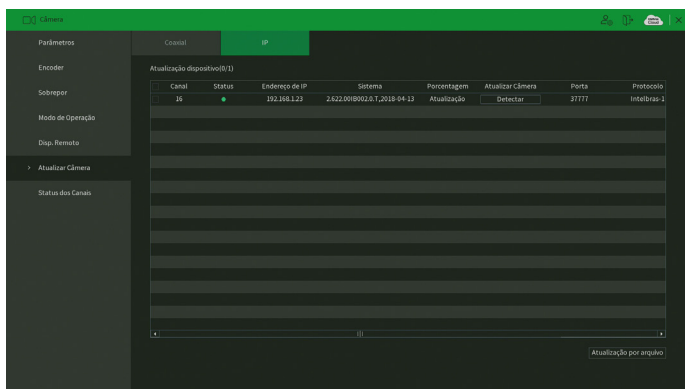 Câmera
Parâmetros
Encoder
Sobrepor
Modo de Operação
Disp. Remoto
> Atualizar Câmera
Status dos Canais
Coaxial IP
Atualização dispositivo(0/1)
Canal Status Endereço de IP Sistema Porcentagem Atualizar Câmera Porta Protocolo
16 192.168.1.23 2.622.00IB002.0.T,2018-04-13 Atualização Detectar 37777 Intelbras-1
Atualização por arquivo